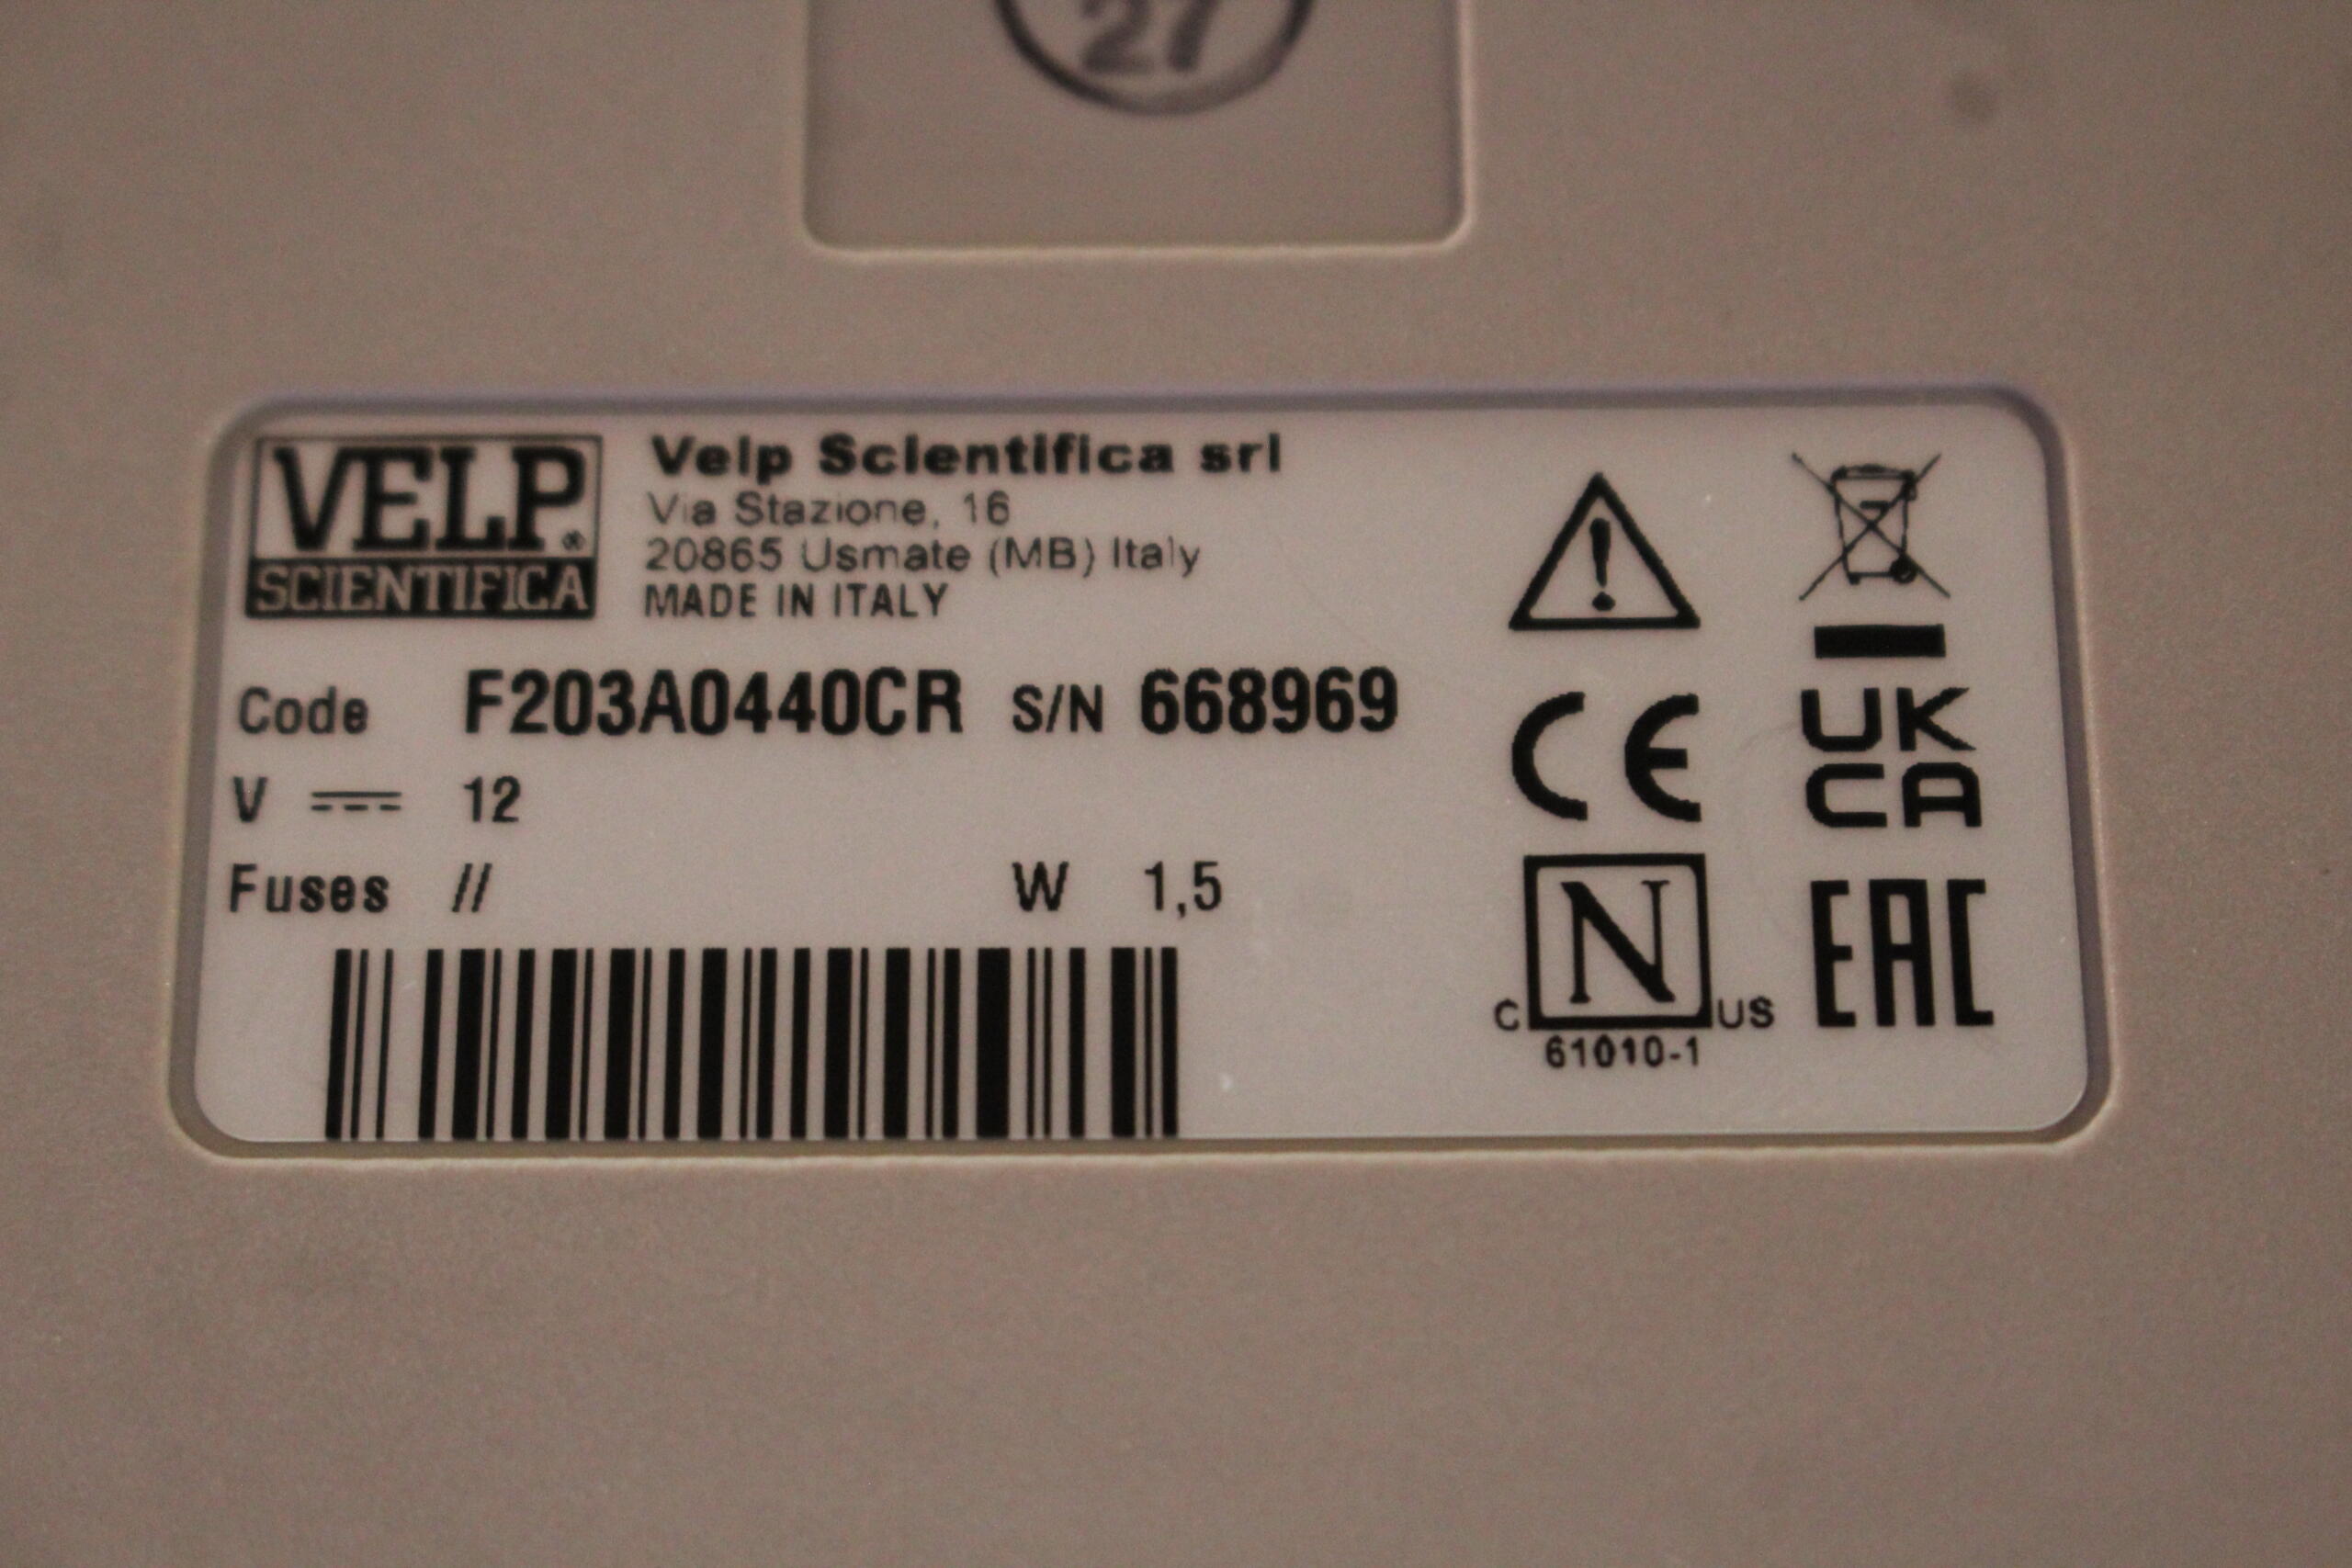 27
VELP®
SCIENTIFICA
Velp Scientifica srl
Via Stazione, 16
20865 Usmate (MB) Italy
MADE IN ITALY
Code F203A0440CR S/N 668969
V 12
Fuses // W 1,5
CE
UK
CA
N
C US
61010-1
EAC